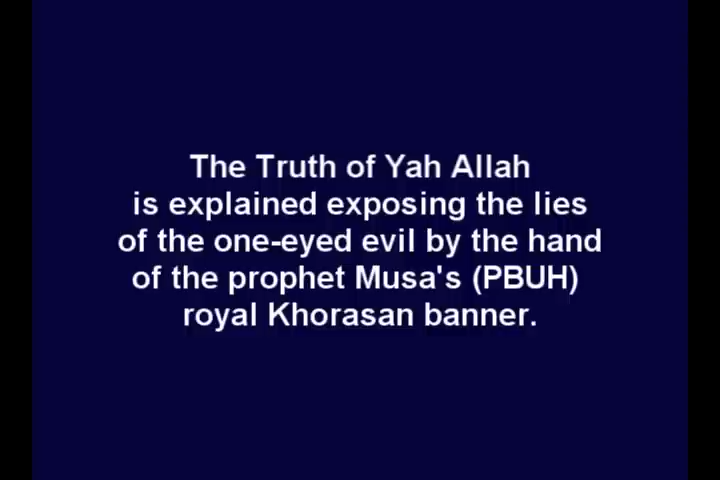 The Truth of Yah Allah
is explained exposing the lies
of the one-eyed evil by the hand
of the prophet Musa's (PBUH)
royal Khorasan banner.